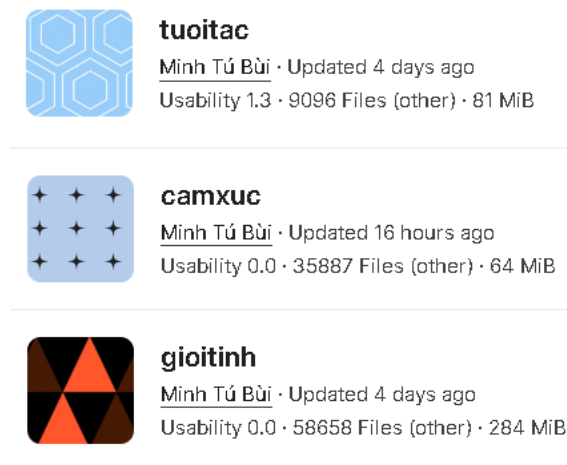 tuoitac
Minh Tú Bùi · Updated 4 days ago
Usability 1.3 · 9096 Files (other) · 81 MiB
camxuc
Minh Tú Bùi · Updated 16 hours ago
Usability 0.0 · 35887 Files (other) · 64 MiB
gioitinh
Minh Tú Bùi · Updated 4 days ago
Usability 0.0 · 58658 Files (other) · 284 MiB